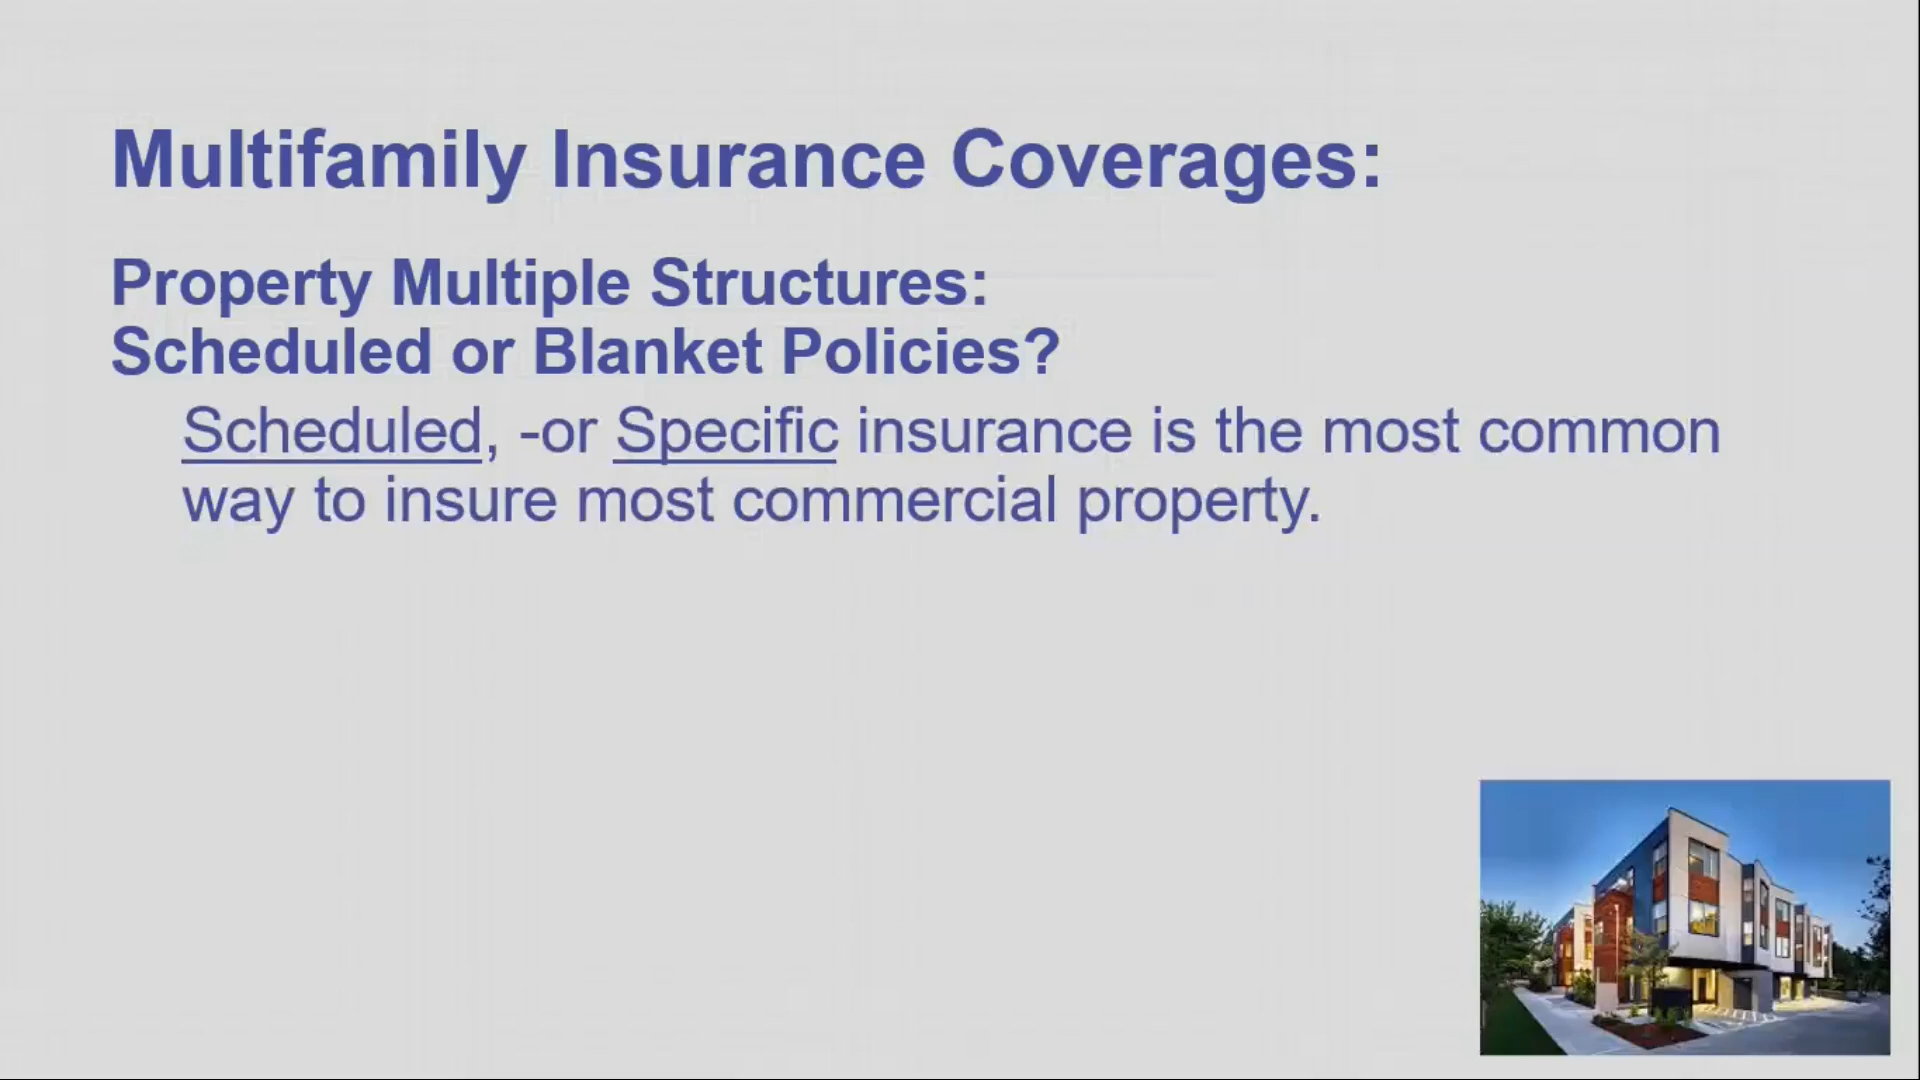 Multifamily Insurance Coverages:
Property Multiple Structures:
Scheduled or Blanket Policies?
Scheduled, -or Specific insurance is the most common
way to insure most commercial property.